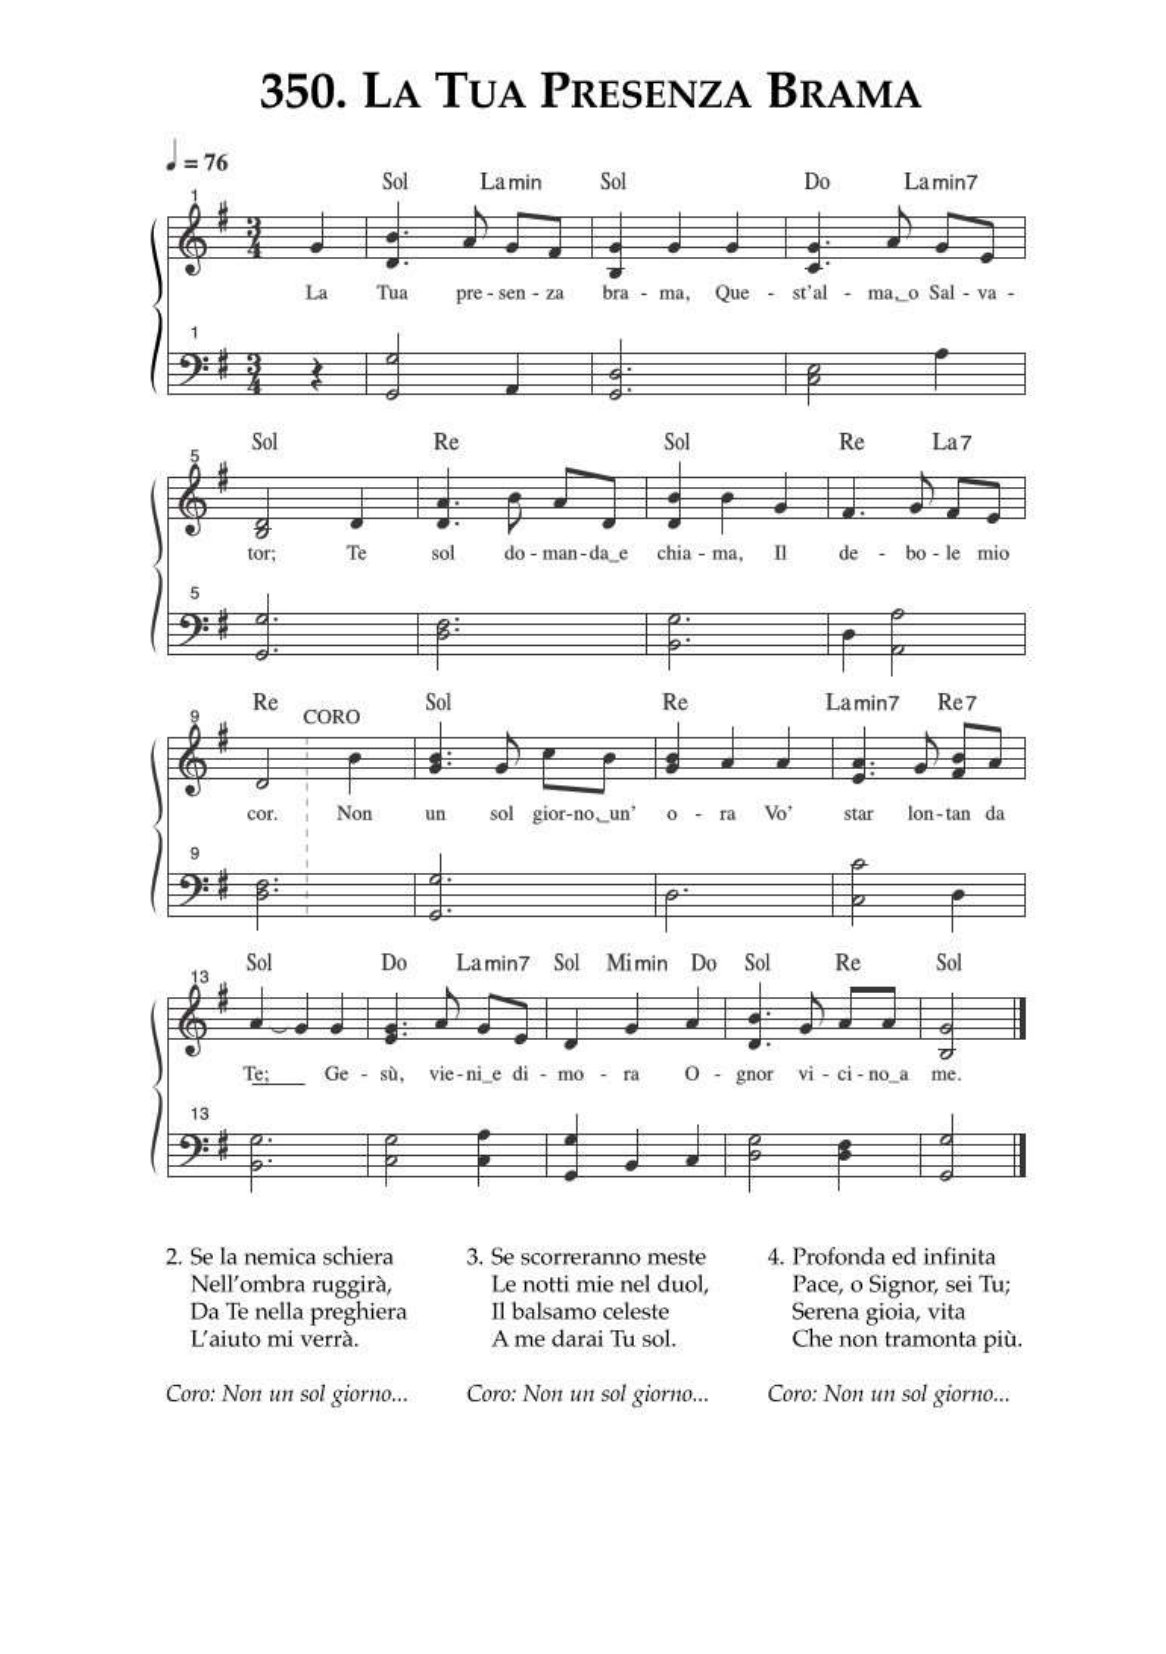 350. LA TUA PRESENZA BRAMA
♩ = 76
Sol Lamin Sol Do Lamin7
1
3 4
La Tua pre - sen - za bra - ma, Que - st'al - ma,_o Sal - va -
1
3 4
Sol Re Sol Re La7
5
tor; Te sol do - man - da_e chia - ma, Il de - bo - le mio
5
Re CORO Sol Re Lamin7 Re7
9
cor. Non un sol gior-no,_un' o - ra Vo' star lon - tan da
9
Sol Do Lamin7 Sol Mimin Do Sol Re Sol
13
Te;____ Ge - sù, vie - ni_e di - mo - ra O - gnor vi - ci - no_a me.
13
2. Se la nemica schiera
Nell'ombra ruggirà,
Da Te nella preghiera
L'aiuto mi verrà.
Coro: Non un sol giorno...
3. Se scorreranno meste
Le notti mie nel duol,
Il balsamo celeste
A me darai Tu sol.
Coro: Non un sol giorno...
4. Profonda ed infinita
Pace, o Signor, sei Tu;
Serena gioia, vita
Che non tramonta più.
Coro: Non un sol giorno...